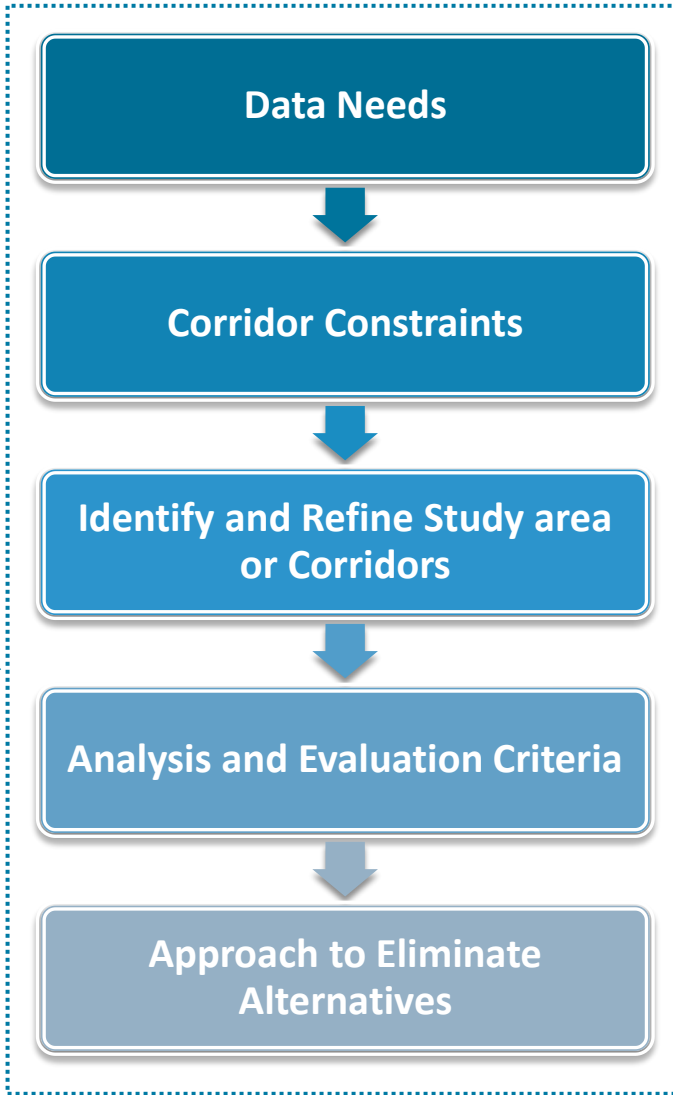 Data Needs
Corridor Constraints
Identify and Refine Study area
or Corridors
Analysis and Evaluation Criteria
Approach to Eliminate
Alternatives